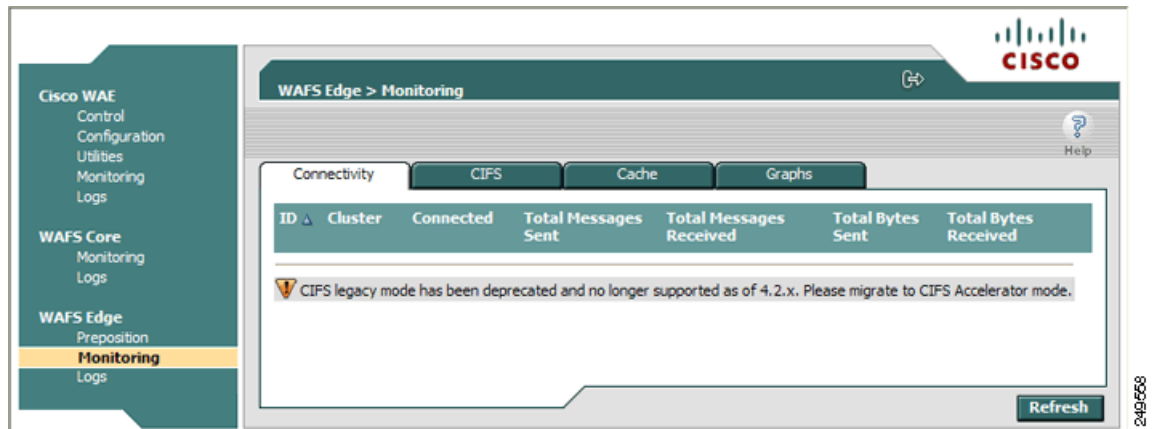 CISCO
Cisco WAE
Control
Configuration
Utilities
Monitoring
Logs
WAFS Core
Monitoring
Logs
WAFS Edge
Preposition
Monitoring
Logs
WAFS Edge > Monitoring
?
Help
Connectivity CIFS Cache Graphs
ID Cluster Connected Total Messages Sent Total Messages Received Total Bytes Sent Total Bytes Received
CIFS legacy mode has been deprecated and no longer supported as of 4.2.x. Please migrate to CIFS Accelerator mode.
Refresh
249558